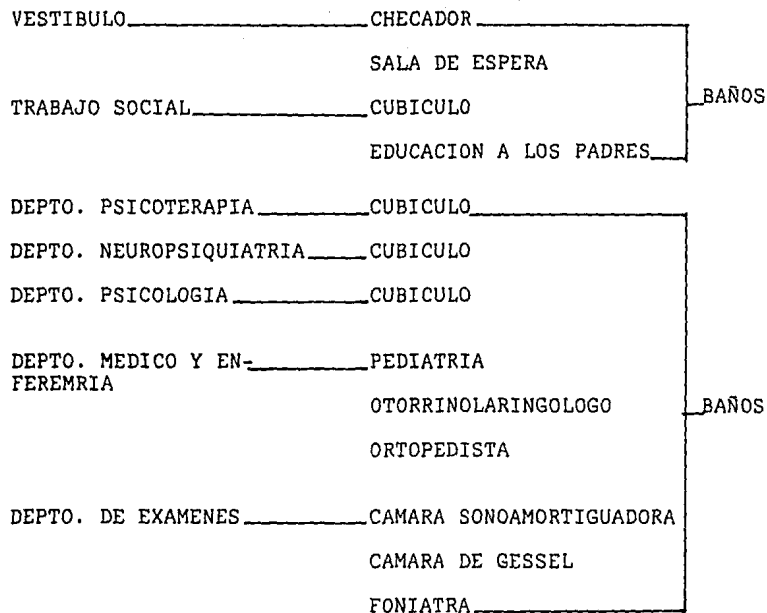 VESTIBULO CHECADOR
SALA DE ESPERA
BAÑOS
TRABAJO SOCIAL CUBICULO
EDUCACION A LOS PADRES
DEPTO. PSICOTERAPIA CUBICULO
DEPTO. NEUROPSIQUIATRIA CUBICULO
DEPTO. PSICOLOGIA CUBICULO
DEPTO. MEDICO Y EN- PEDIATRIA
FEREMRIA
OTORRINOLARINGOLOGO BAÑOS
ORTOPEDISTA
DEPTO. DE EXAMENES CAMARA SONOAMORTIGUADORA
CAMARA DE GESSEL
FONIATRA